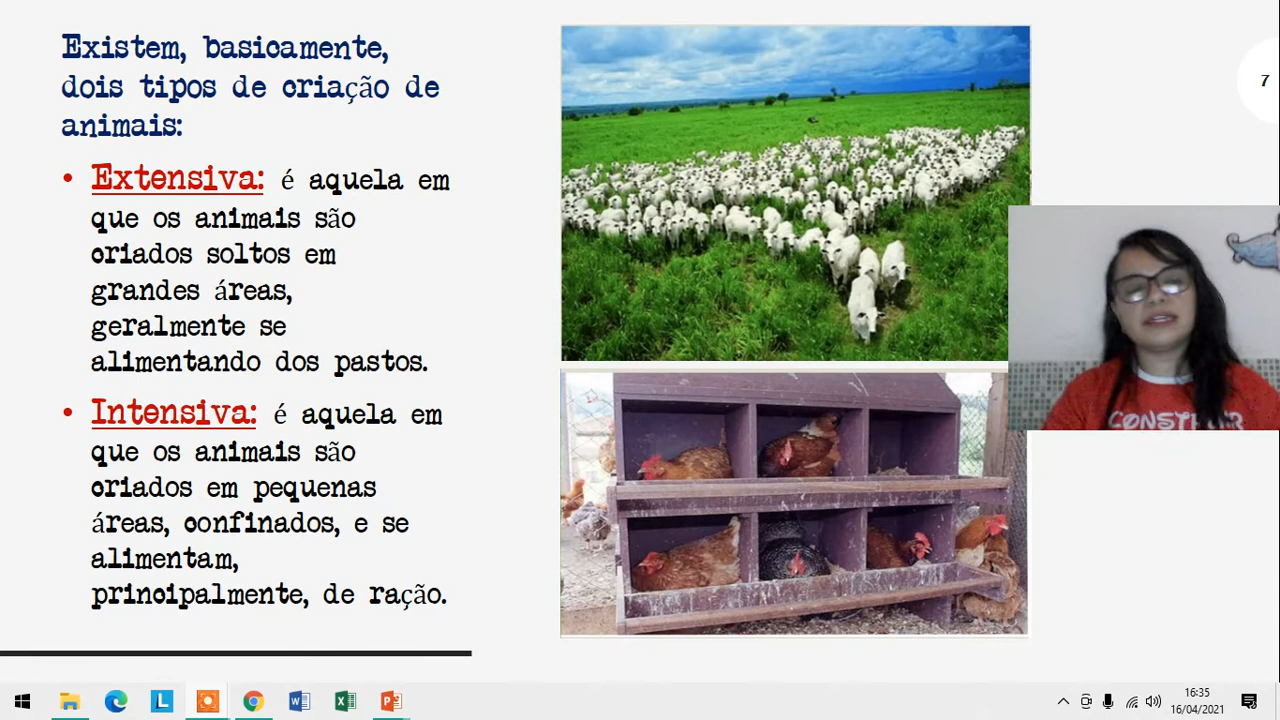 Existem, basicamente,
dois tipos de criação de
animais:
• Extensiva: é aquela em
que os animais são
criados soltos em
grandes áreas,
geralmente se
alimentando dos pastos.
• Intensiva: é aquela em
que os animais são
criados em pequenas
áreas, confinados, e se
alimentam,
principalmente, de ração.
7
CONSTRUIR
16:35
16/04/2021